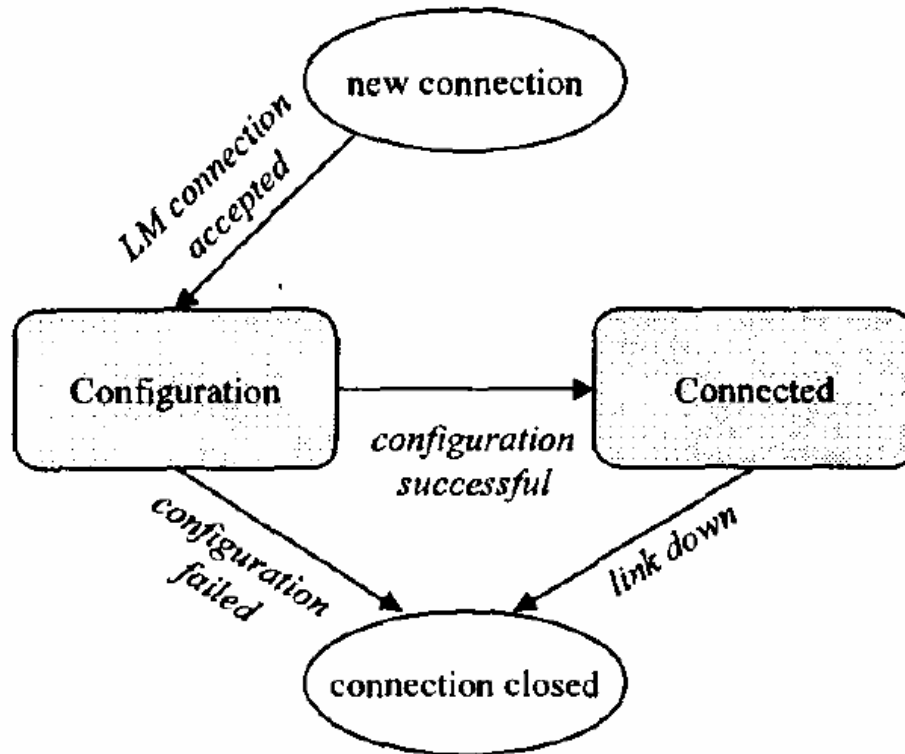 new connection
LM connection
accepted
Configuration
Connected
configuration
successful
configuration
failed
link down
connection closed